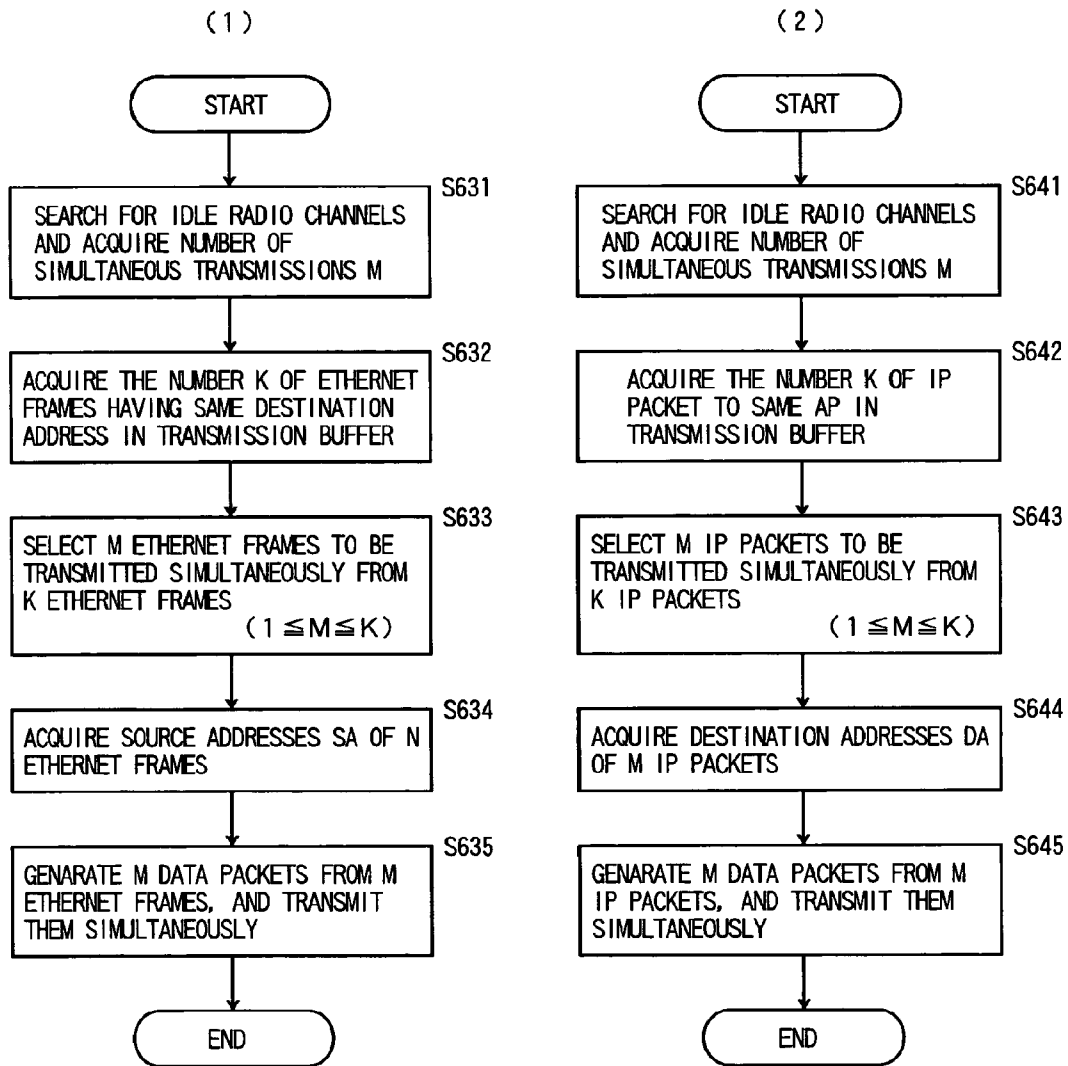 (1)
START
S631
SEARCH FOR IDLE RADIO CHANNELS
AND ACQUIRE NUMBER OF
SIMULTANEOUS TRANSMISSIONS M
S632
ACQUIRE THE NUMBER K OF ETHERNET
FRAMES HAVING SAME DESTINATION
ADDRESS IN TRANSMISSION BUFFER
S633
SELECT M ETHERNET FRAMES TO BE
TRANSMITTED SIMULTANEOUSLY FROM
K ETHERNET FRAMES
(1≦M≦K)
S634
ACQUIRE SOURCE ADDRESSES SA OF N
ETHERNET FRAMES
S635
GENARATE M DATA PACKETS FROM M
ETHERNET FRAMES, AND TRANSMIT
THEM SIMULTANEOUSLY
END
(2)
START
S641
SEARCH FOR IDLE RADIO CHANNELS
AND ACQUIRE NUMBER OF
SIMULTANEOUS TRANSMISSIONS M
S642
ACQUIRE THE NUMBER K OF IP
PACKET TO SAME AP IN
TRANSMISSION BUFFER
S643
SELECT M IP PACKETS TO BE
TRANSMITTED SIMULTANEOUSLY FROM
K IP PACKETS
(1≦M≦K)
S644
ACQUIRE DESTINATION ADDRESSES DA
OF M IP PACKETS
S645
GENARATE M DATA PACKETS FROM M
IP PACKETS, AND TRANSMIT THEM
SIMULTANEOUSLY
END